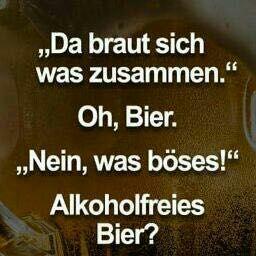 „Da braut sich
was zusammen.“
Oh, Bier.
„Nein, was böses!“
Alkoholfreies
Bier?